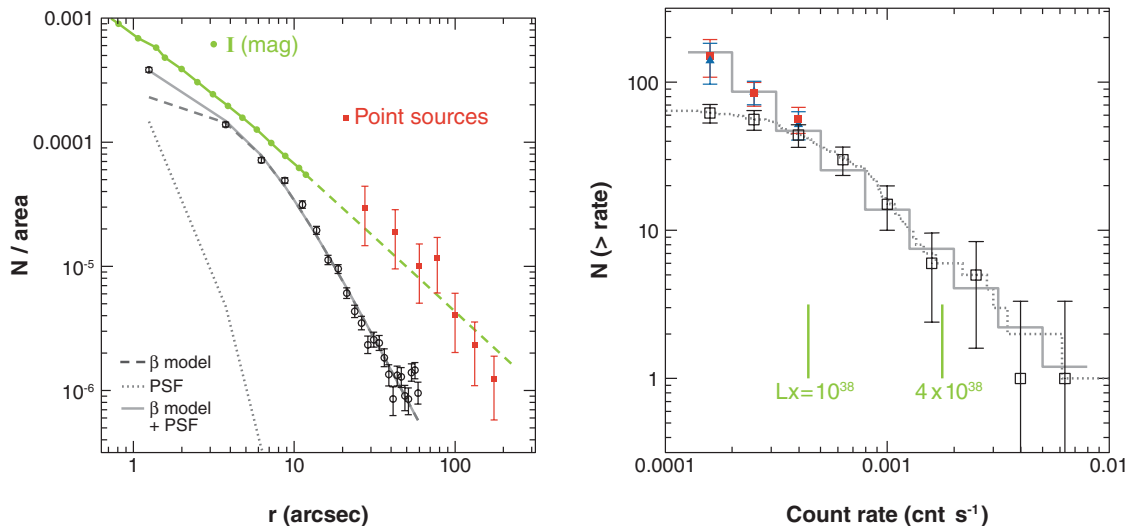 0.001
0.0001
10⁻⁵
10⁻⁶
N / area
I (mag)
Point sources
β model
PSF
β model
+ PSF
1
10
100
r (arcsec)
100
10
1
N (> rate)
Lx= 10³⁸
4 x 10³⁸
0.0001
0.001
0.01
Count rate (cnt s⁻¹)